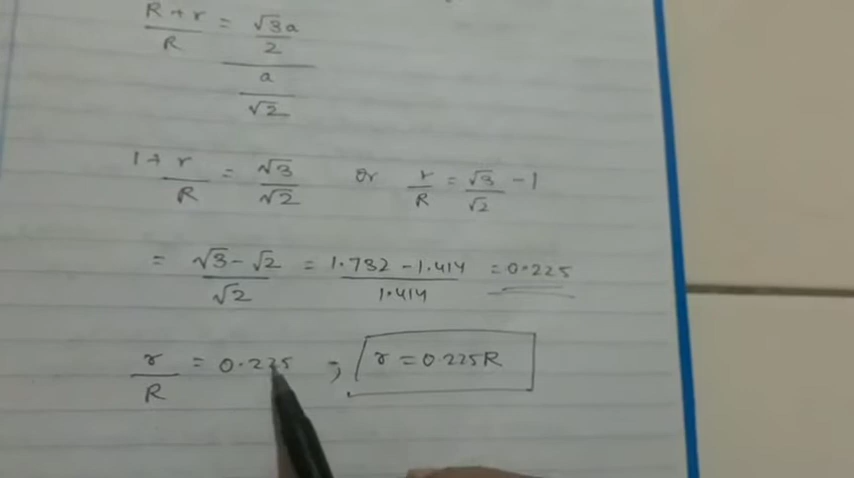 R + r / R = √3a / 2 / a / √2
1 + r / R = √3 / √2 or r / R = √3 / √2 - 1
= √3 - √2 / √2 = 1.732 - 1.414 / 1.414 = 0.225
r / R = 0.225 ; r = 0.225R